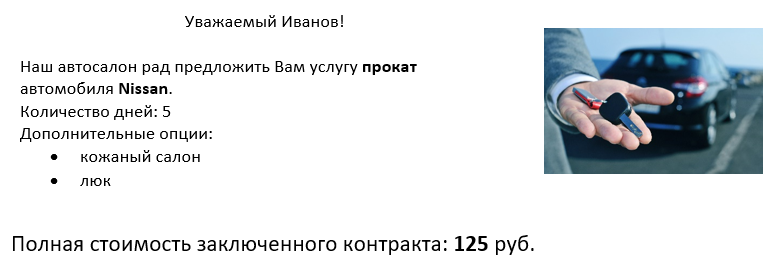 Уважаемый Иванов!
Наш автосалон рад предложить Вам услугу прокат
автомобиля Nissan.
Количество дней: 5
Дополнительные опции:
• кожаный салон
• люк
Полная стоимость заключенного контракта: 125 руб.